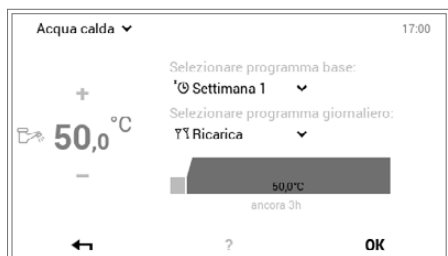 Acqua calda
17:00
Selezionare programma base:
Settimana 1
+
50,0 °C
Selezionare programma giornaliero:
Ricarica
−
50,0°C
ancora 3h
?
OK